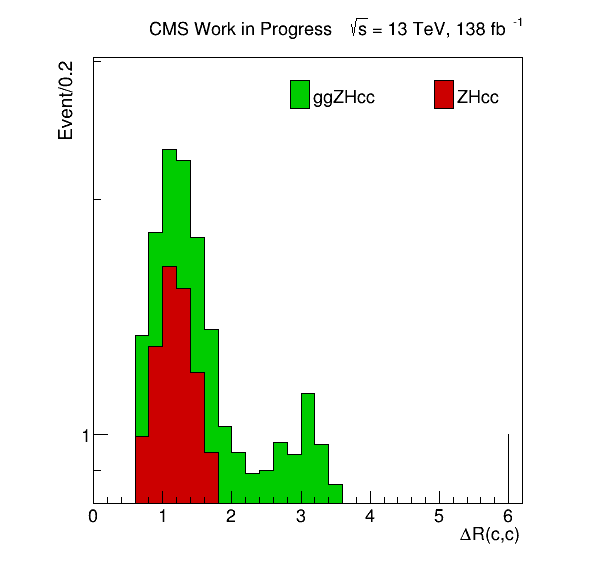 CMS Work in Progress √s = 13 TeV, 138 fb⁻¹
Event/0.2
ggZHcc ZHcc
1
0 1 2 3 4 5 6
ΔR(c,c)